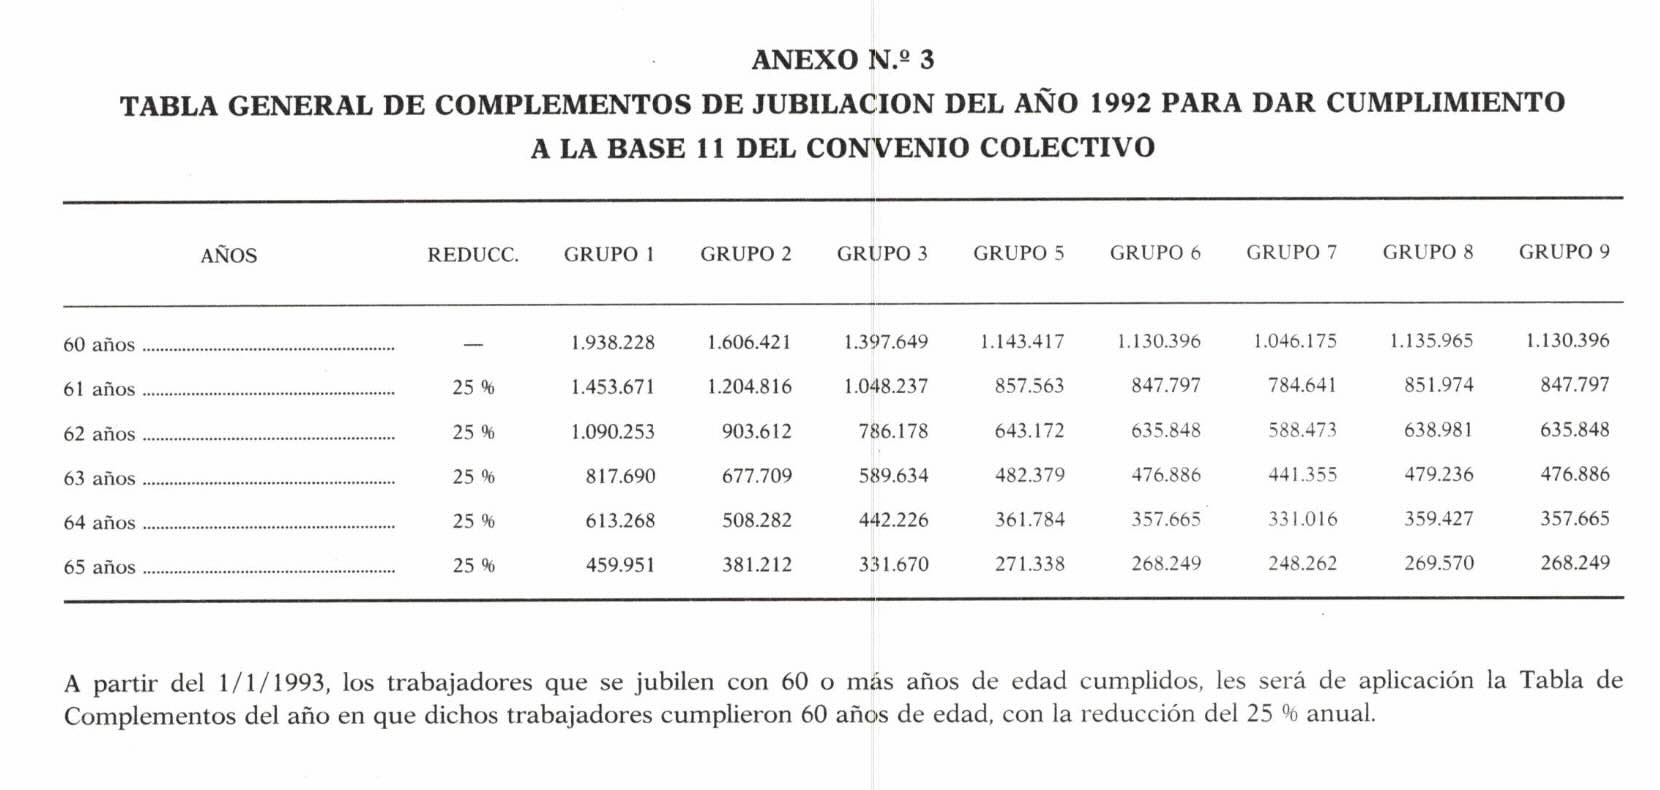 ANEXO N.º 3
TABLA GENERAL DE COMPLEMENTOS DE JUBILACION DEL AÑO 1992 PARA DAR CUMPLIMIENTO
A LA BASE 11 DEL CONVENIO COLECTIVO
AÑOS REDUCC. GRUPO 1 GRUPO 2 GRUPO 3 GRUPO 5 GRUPO 6 GRUPO 7 GRUPO 8 GRUPO 9
60 años ........................................................ — 1.938.228 1.606.421 1.397.649 1.143.417 1.130.396 1.046.175 1.135.965 1.130.396
61 años ........................................................ 25 % 1.453.671 1.204.816 1.048.237 857.563 847.797 784.641 851.974 847.797
62 años ........................................................ 25 % 1.090.253 903.612 786.178 643.172 635.848 588.473 638.981 635.848
63 años ........................................................ 25 % 817.690 677.709 589.634 482.379 476.886 441.355 479.236 476.886
64 años ........................................................ 25 % 613.268 508.282 442.226 361.784 357.665 331.016 359.427 357.665
65 años ........................................................ 25 % 459.951 381.212 331.670 271.338 268.249 248.262 269.570 268.249
A partir del 1/1/1993, los trabajadores que se jubilen con 60 o más años de edad cumplidos, les será de aplicación la Tabla de
Complementos del año en que dichos trabajadores cumplieron 60 años de edad, con la reducción del 25 % anual.